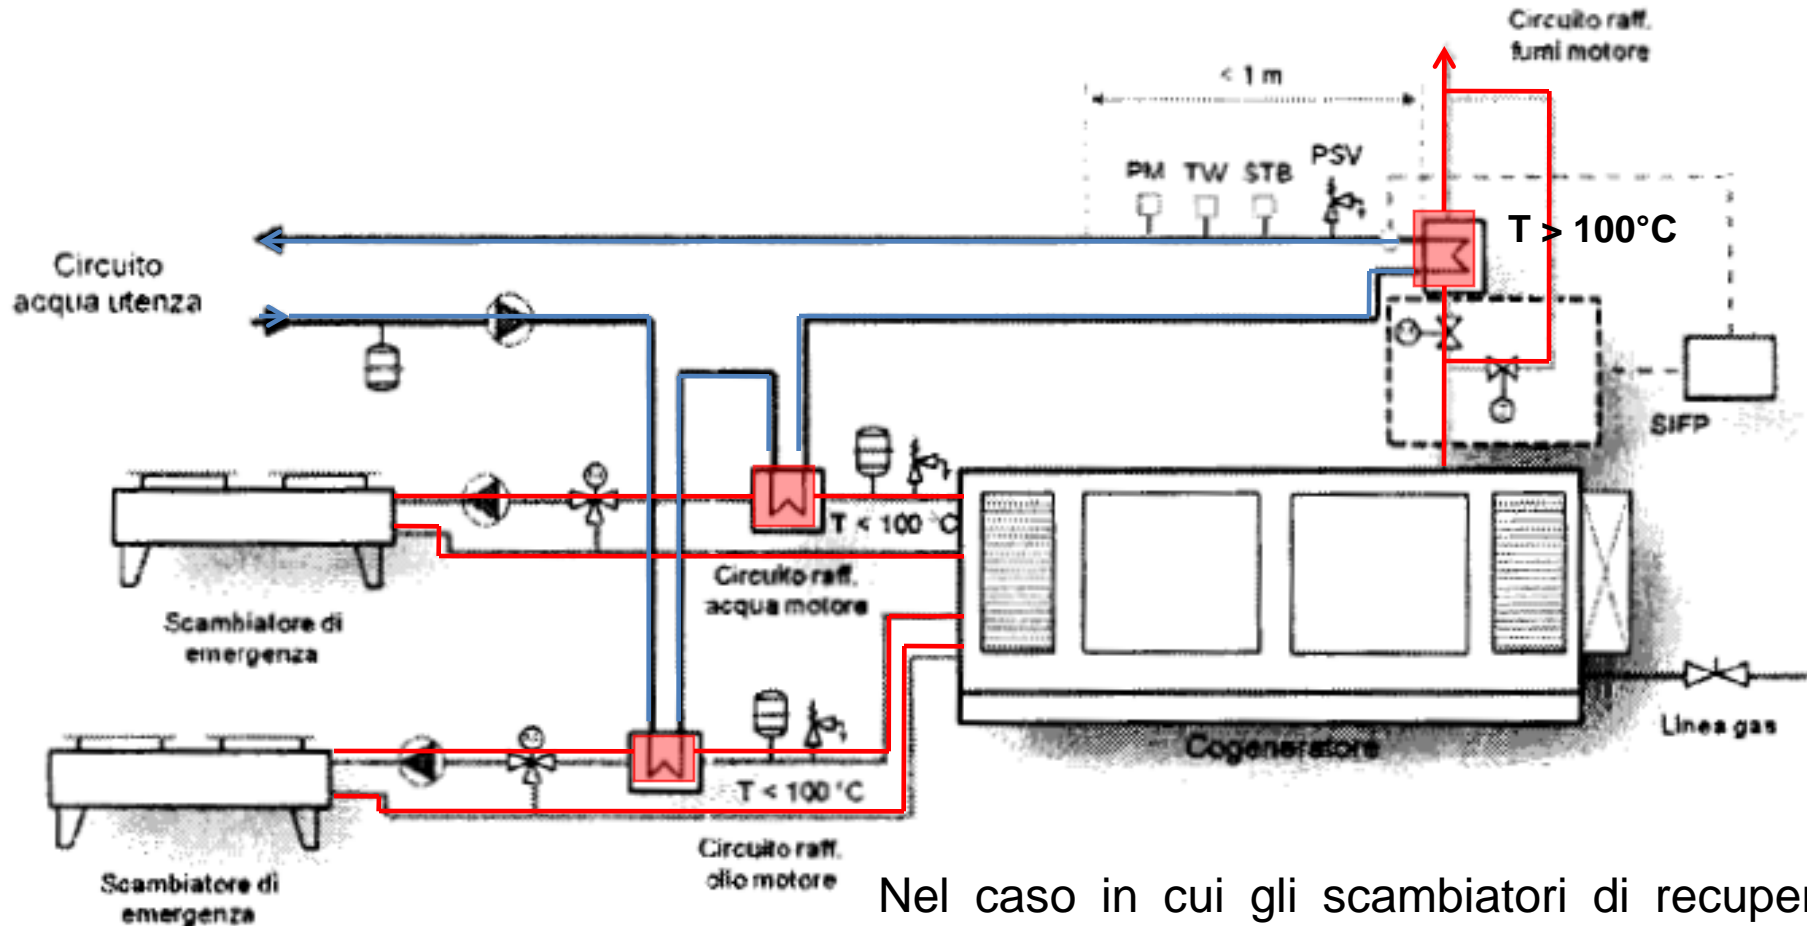 Circuito raff.
fumi motore
< 1 m
PM TW STB PSV
T > 100°C
Circuito
acqua utenza
SIFP
T < 100 °C
Circuito raff.
acqua motore
Scambiatore di
emergenza
Linea gas
Cogeneratore
T < 100 °C
Circuito raff.
olio motore
Scambiatore di
emergenza
Nel caso in cui gli scambiatori di recuper